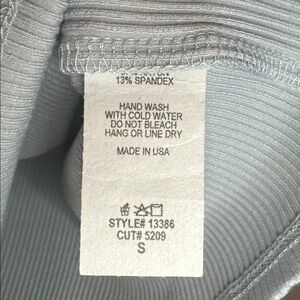 13% SPANDEX
HAND WASH
WITH COLD WATER
DO NOT BLEACH
HANG OR LINE DRY
MADE IN USA
STYLE# 13386
CUT# 5209
S